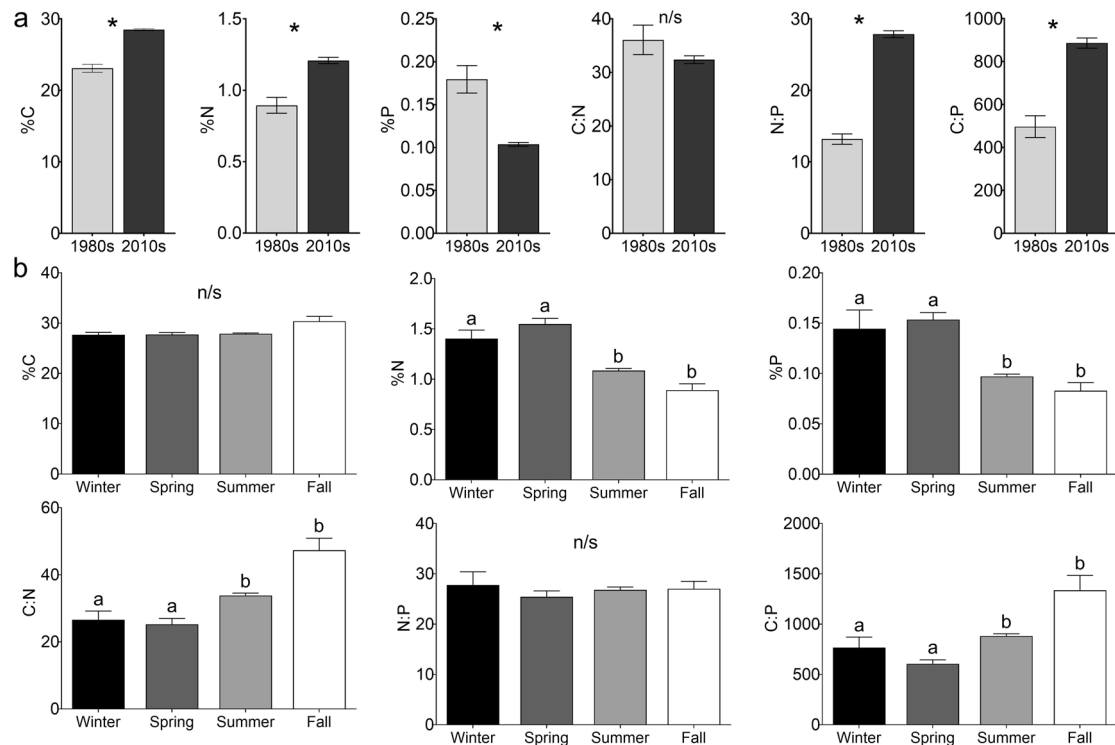 a
%C
30
20
10
0
*
1980s 2010s
%N
1.5
1.0
0.5
0.0
*
1980s 2010s
%P
0.25
0.20
0.15
0.10
0.05
0.00
*
1980s 2010s
C:N
40
30
20
10
0
n/s
1980s 2010s
N:P
30
20
10
0
*
1980s 2010s
C:P
1000
800
600
400
200
0
*
1980s 2010s
b
%C
40
30
20
10
0
n/s
Winter Spring Summer Fall
%N
2.0
1.5
1.0
0.5
0.0
a a b b
Winter Spring Summer Fall
%P
0.20
0.15
0.10
0.05
0.00
a a b b
Winter Spring Summer Fall
C:N
60
40
20
0
a a b b
Winter Spring Summer Fall
N:P
40
30
20
10
0
n/s
Winter Spring Summer Fall
C:P
2000
1500
1000
500
0
a a b b
Winter Spring Summer Fall